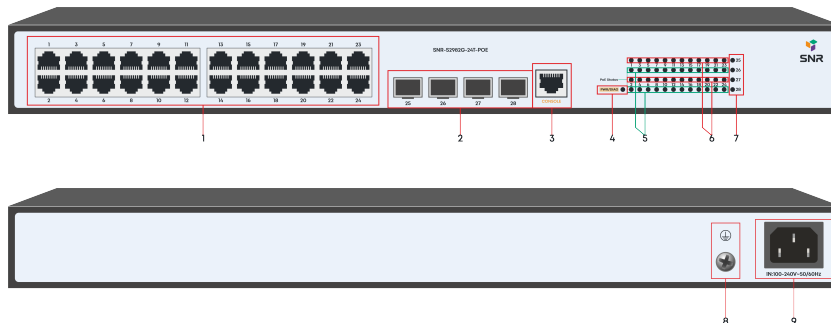 1 3 5 7 9 11 13 15 17 19 21 23
SNR-S2982G-24T-POE
SNR
25
26
PoE Status
27
PWR/DIAG
28
2 4 6 8 10 12 14 16 18 20 22 24
25 26 27 28
CONSOLE
1 2 3 4 5 6 7
IN:100-240V~50/60Hz
8 9